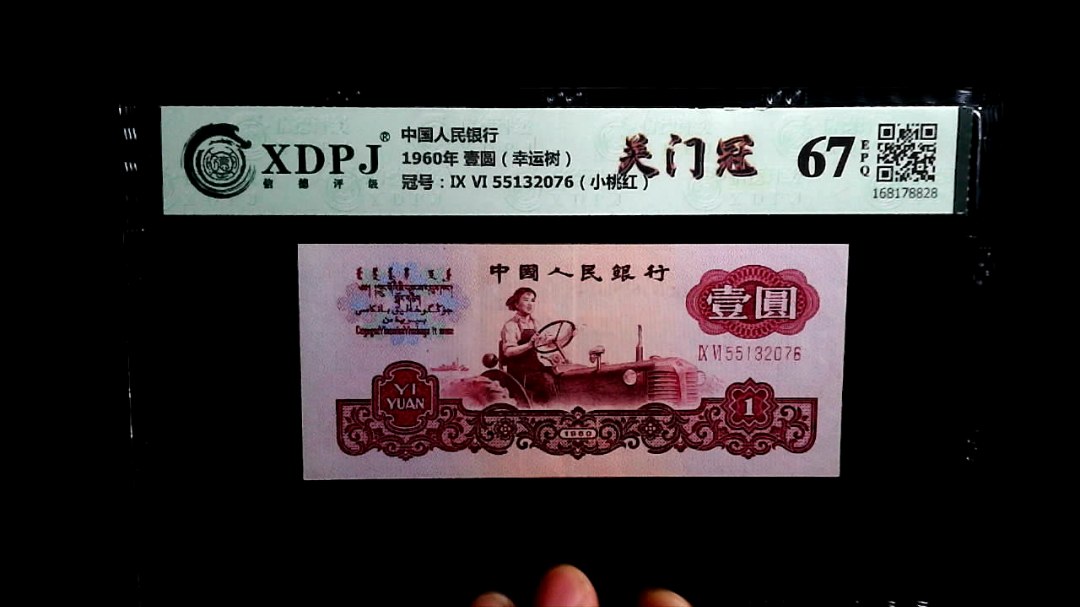 XDPJ®
信德评级
中国人民银行
1960年 壹圆（幸运树）
冠号：IX VI 55132076（小桃红）
吴门冠
67
EPQ
168178828
中國人民銀行
壹圓
IX VI 55132076
YI
YUAN
1
1960